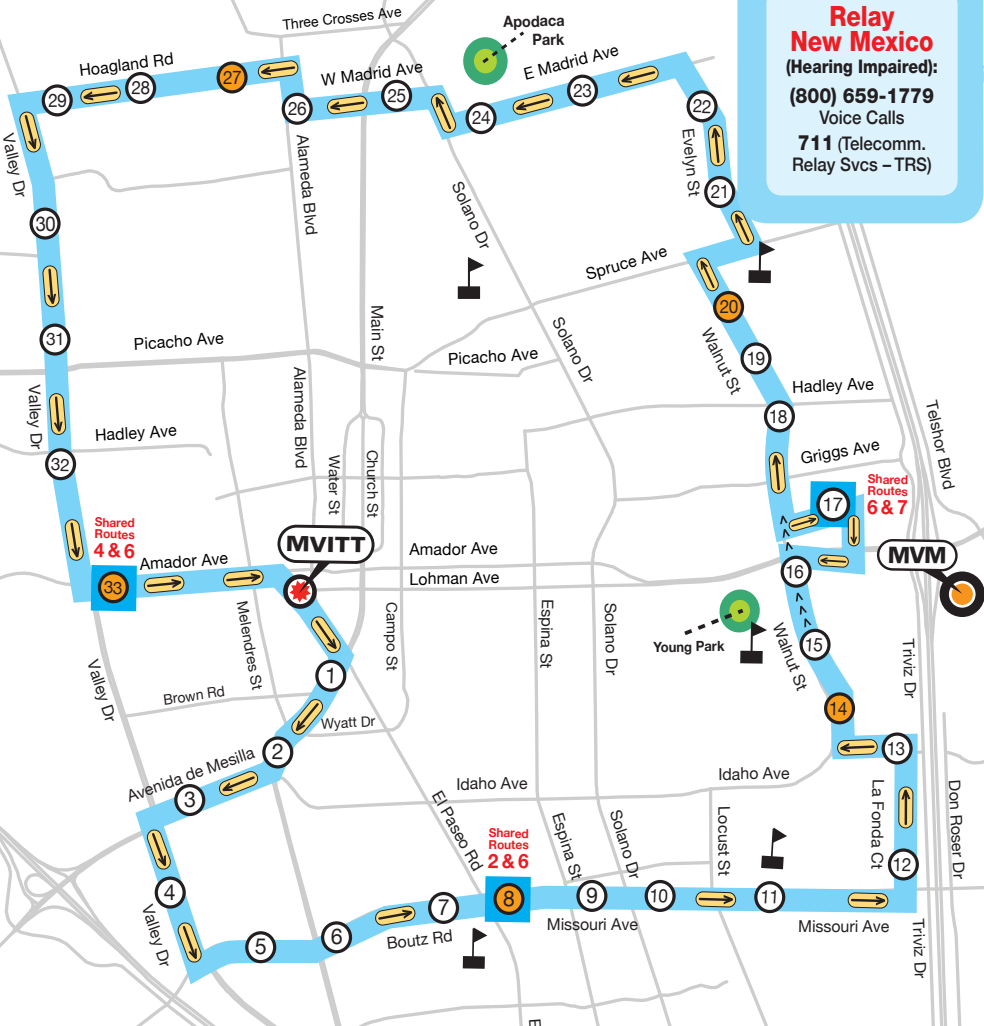 Relay
New Mexico
(Hearing Impaired):
(800) 659-1779
Voice Calls
711 (Telecomm.
Relay Svcs – TRS)
Three Crosses Ave
Apodaca
Park
Hoagland Rd
W Madrid Ave
E Madrid Ave
27
28
29
26
25
24
23
22
Valley Dr
Alameda Blvd
Solano Dr
Evelyn St
21
30
Spruce Ave
20
31
Picacho Ave
Main St
Picacho Ave
Solano Dr
Walnut St
19
Valley Dr
Alameda Blvd
Hadley Ave
18
Hadley Ave
Telshor Blvd
32
Water St
Church St
Griggs Ave
Shared
Routes
6 & 7
17
Shared
Routes
4 & 6
MVITT
Amador Ave
Amador Ave
Lohman Ave
MVM
33
16
Melendres St
Campo St
Espina St
Solano Dr
Young Park
Walnut St
15
Triviz Dr
1
Valley Dr
Brown Rd
Wyatt Dr
14
2
13
Avenida de Mesilla
3
Idaho Ave
Idaho Ave
El Paseo Rd
La Fonda Ct
Don Roser Dr
Shared
Routes
2 & 6
Espina St
Solano Dr
Locust St
12
4
Valley Dr
8
7
9
10
11
6
5
Boutz Rd
Missouri Ave
Missouri Ave
Triviz Dr
E